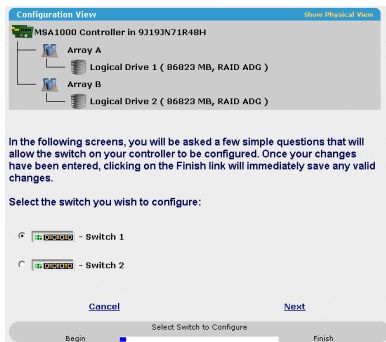 Configuration View Show Physical View
MSA1000 Controller in 9J19JN71R48H
Array A
Logical Drive 1 ( 86823 MB, RAID ADG )
Array B
Logical Drive 2 ( 86823 MB, RAID ADG )
In the following screens, you will be asked a few simple questions that will
allow the switch on your controller to be configured. Once your changes
have been entered, clicking on the Finish link will immediately save any valid
changes.
Select the switch you wish to configure:
- Switch 1
- Switch 2
Cancel Next
Select Switch to Configure
Begin Finish